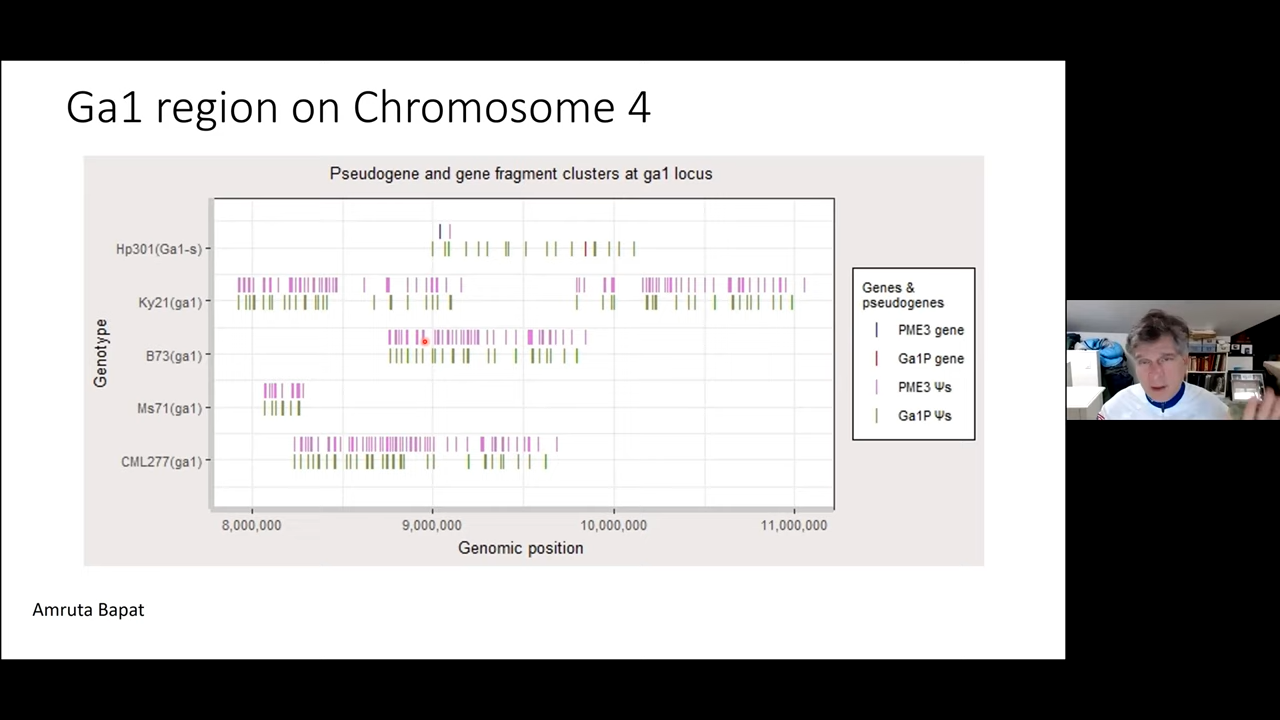 Ga1 region on Chromosome 4
Pseudogene and gene fragment clusters at ga1 locus
Genotype
Hp301(Ga1-s)
Ky21(ga1)
B73(ga1)
Ms71(ga1)
CML277(ga1)
8,000,000
9,000,000
10,000,000
11,000,000
Genomic position
Genes &
pseudogenes
PME3 gene
Ga1P gene
PME3 Ψs
Ga1P Ψs
Amruta Bapat